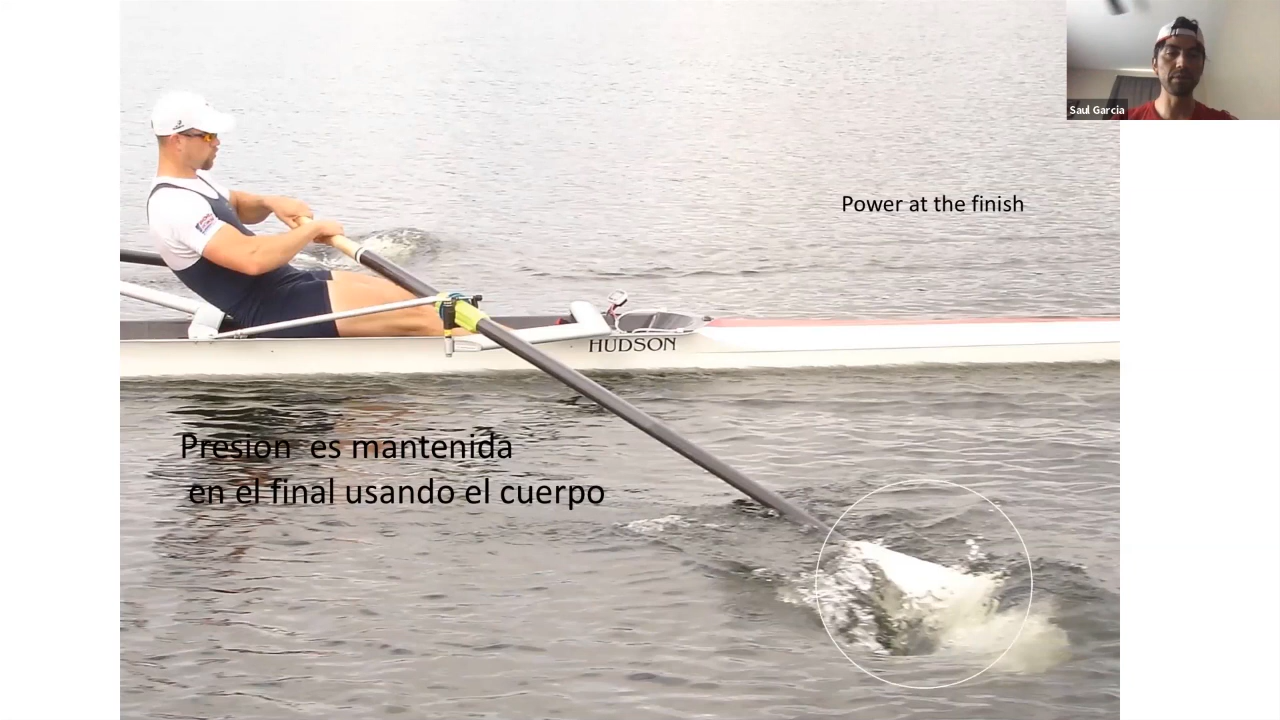 Saul Garcia
Power at the finish
HUDSON
Presion  es mantenida
en el final usando el cuerpo